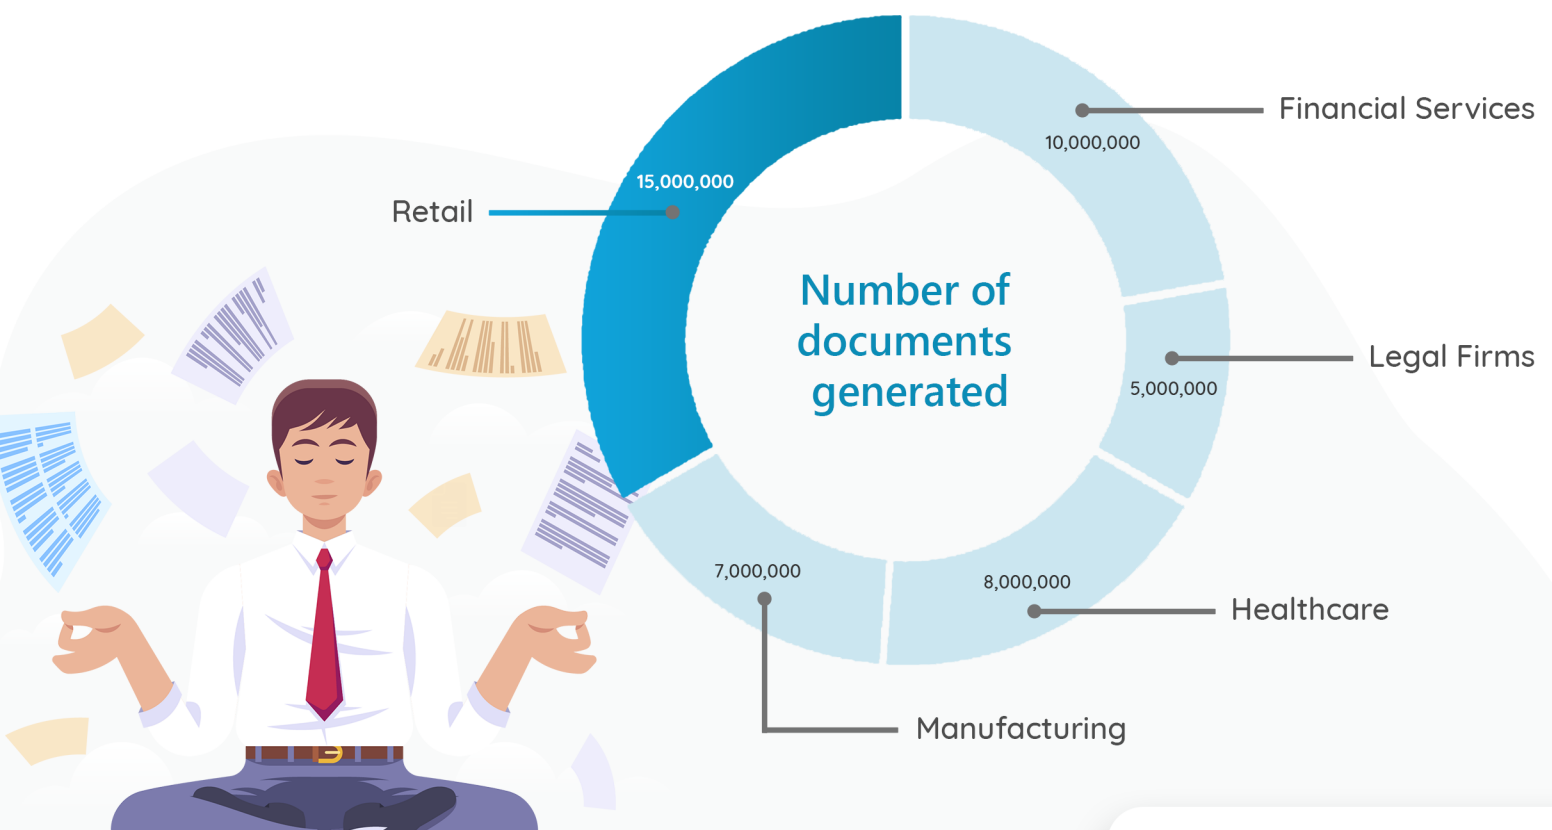 Financial Services
10,000,000
15,000,000
Retail
Number of
documents
generated
Legal Firms
5,000,000
7,000,000
8,000,000
Healthcare
Manufacturing